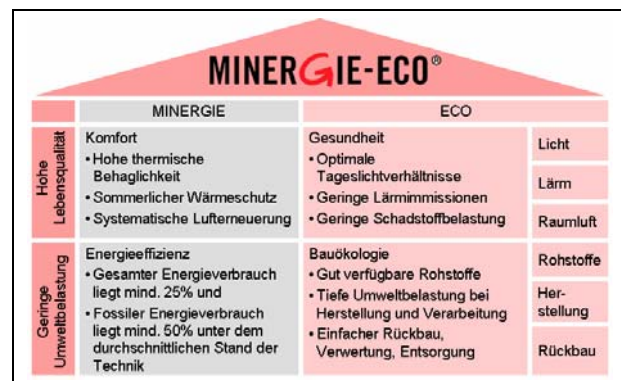 MINERGIE-ECO®
MINERGIE
ECO
Hohe
Lebensqualität
Komfort
• Hohe thermische
Behaglichkeit
• Sommerlicher Wärmeschutz
• Systematische Lufterneuerung
Gesundheit
• Optimale
Tageslichtverhältnisse
• Geringe Lärmimmissionen
• Geringe Schadstoffbelastung
Licht
Lärm
Raumluft
Geringe
Umweltbelastung
Energieeffizienz
• Gesamter Energieverbrauch
liegt mind. 25% und
• Fossiler Energieverbrauch
liegt mind. 50% unter dem
durchschnittlichen Stand der
Technik
Bauökologie
• Gut verfügbare Rohstoffe
• Tiefe Umweltbelastung bei
Herstellung und Verarbeitung
• Einfacher Rückbau,
Verwertung, Entsorgung
Rohstoffe
Her-
stellung
Rückbau